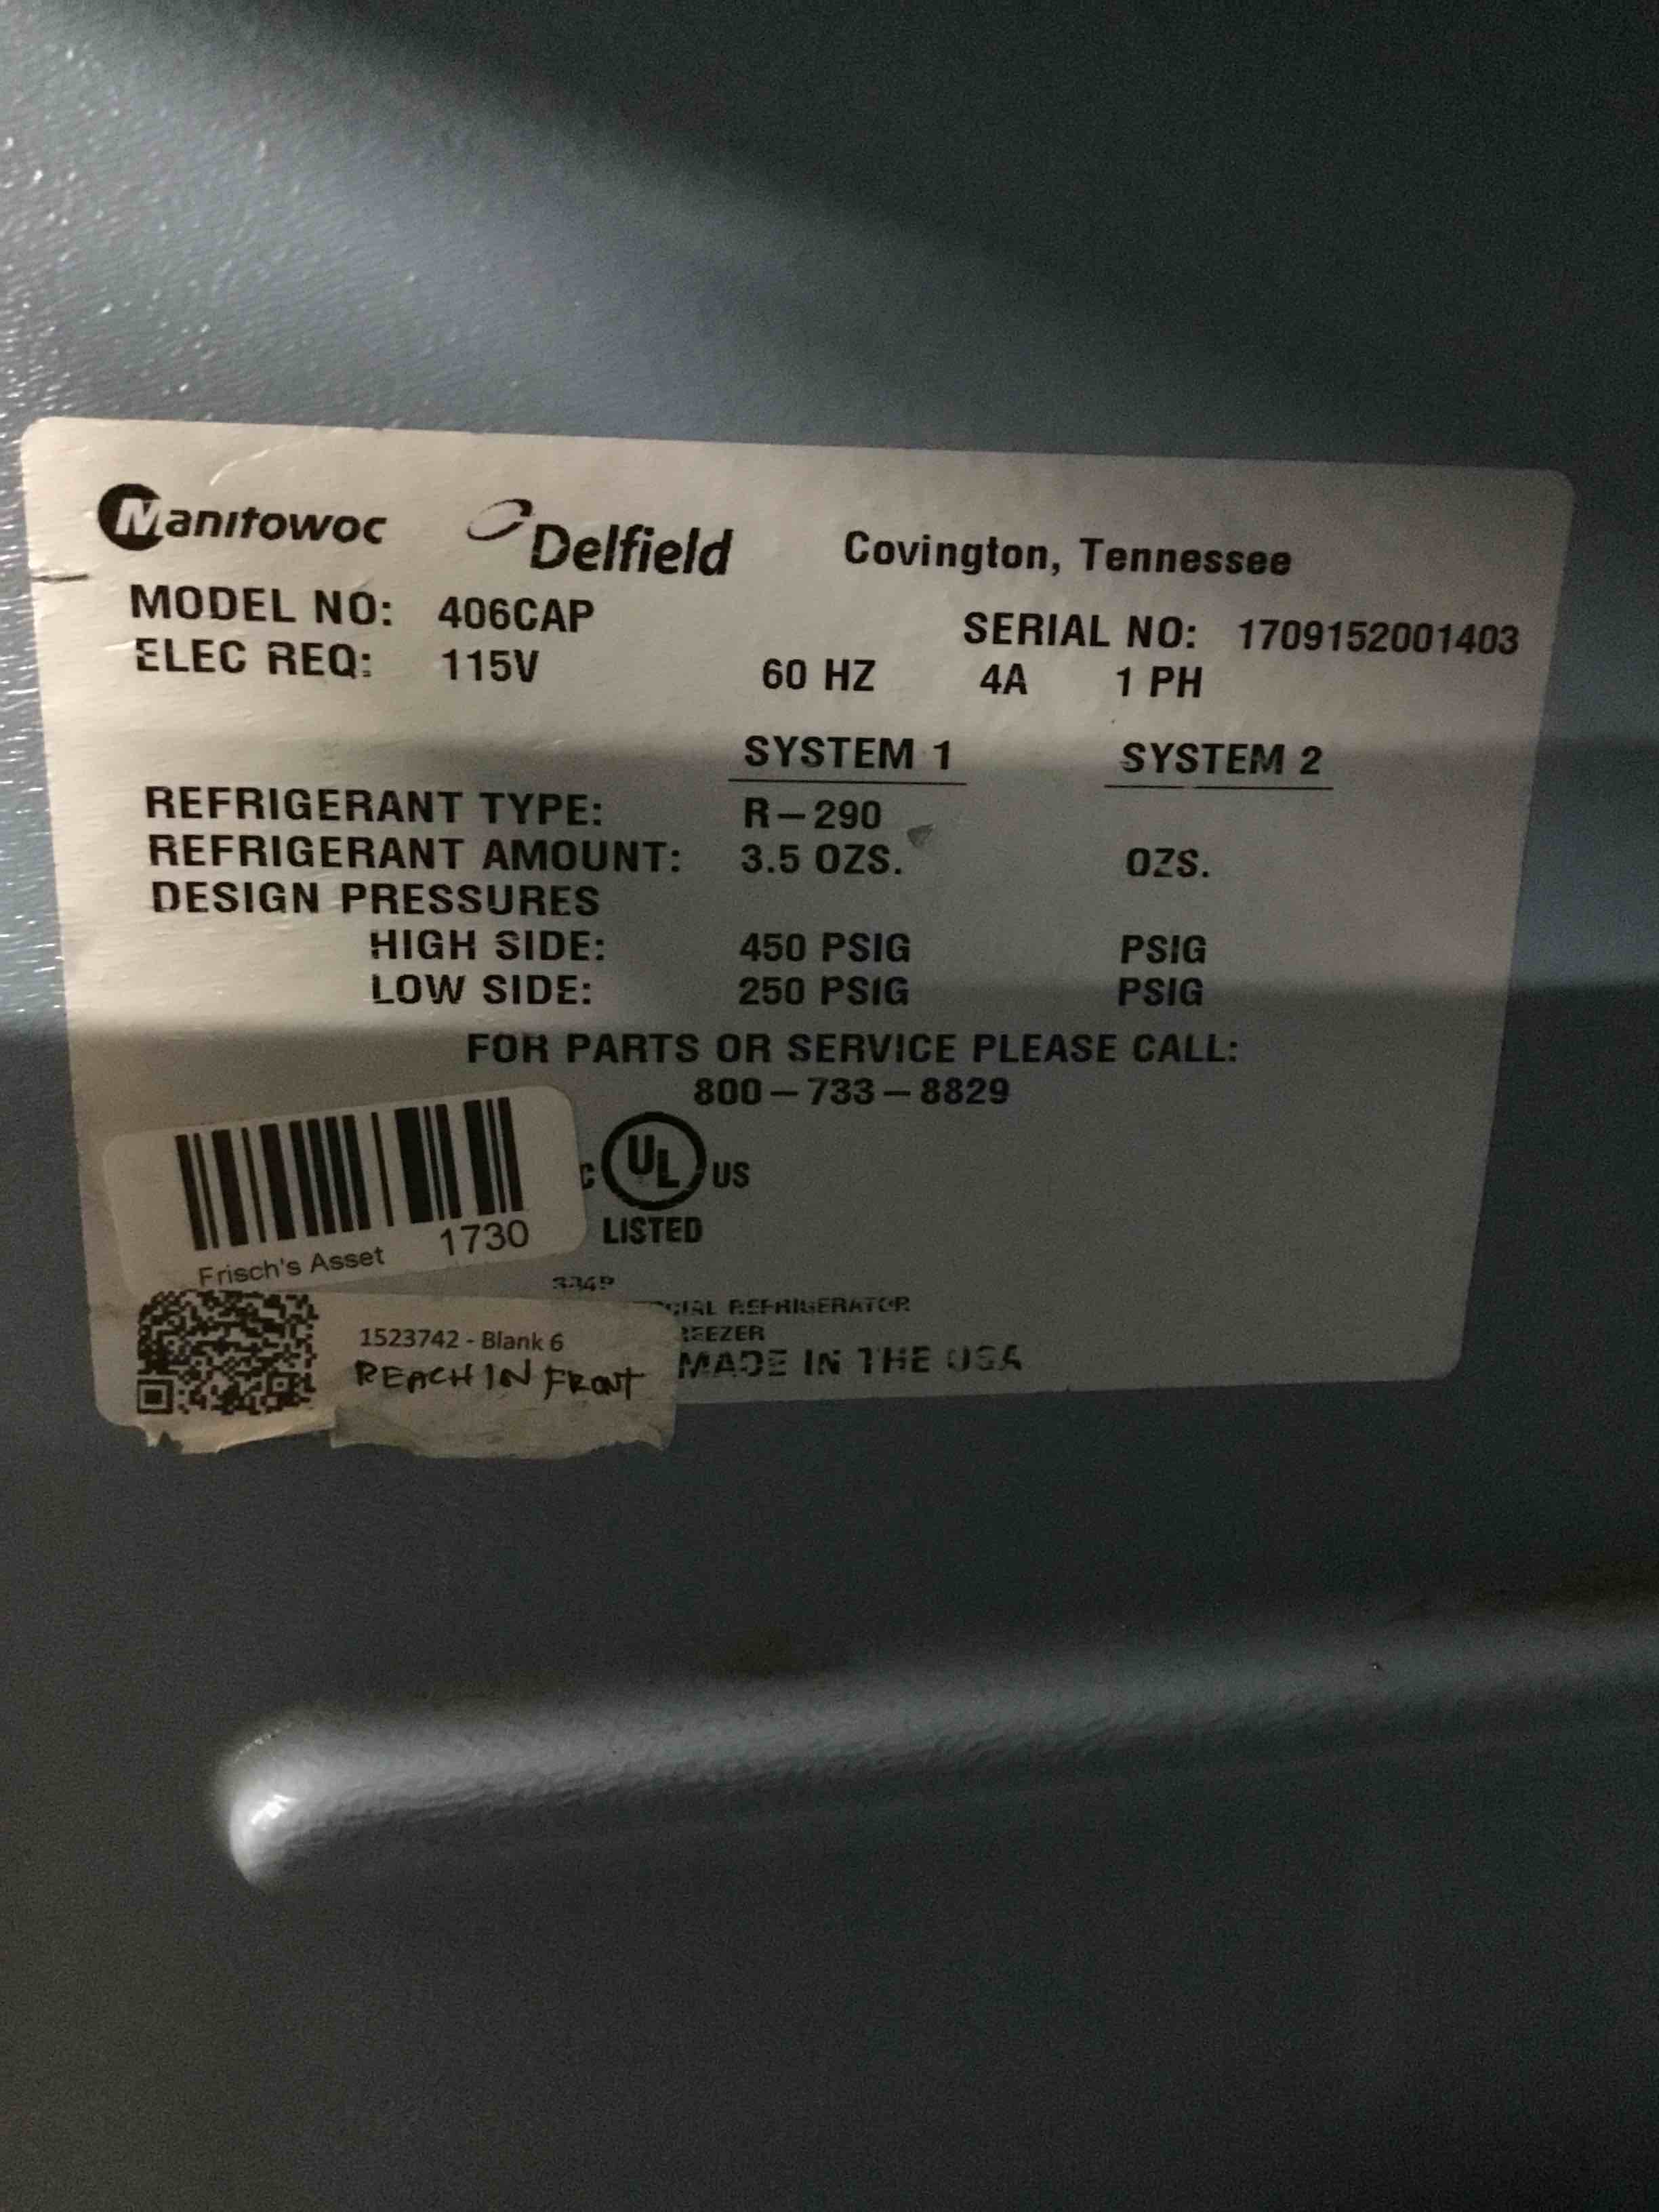 Manitowoc Delfield Covington, Tennessee
MODEL NO: 406CAP SERIAL NO: 1709152001403
ELEC REQ: 115V 60 HZ 4A 1 PH
SYSTEM 1 SYSTEM 2
REFRIGERANT TYPE: R-290
REFRIGERANT AMOUNT: 3.5 OZS. OZS.
DESIGN PRESSURES
HIGH SIDE: 450 PSIG PSIG
LOW SIDE: 250 PSIG PSIG
FOR PARTS OR SERVICE PLEASE CALL:
800-733-8829
C UL US
LISTED
Frisch's Asset 1730
REFRIGERATOR
1523742 - Blank 6
REACH IN FRONT
MADE IN THE USA